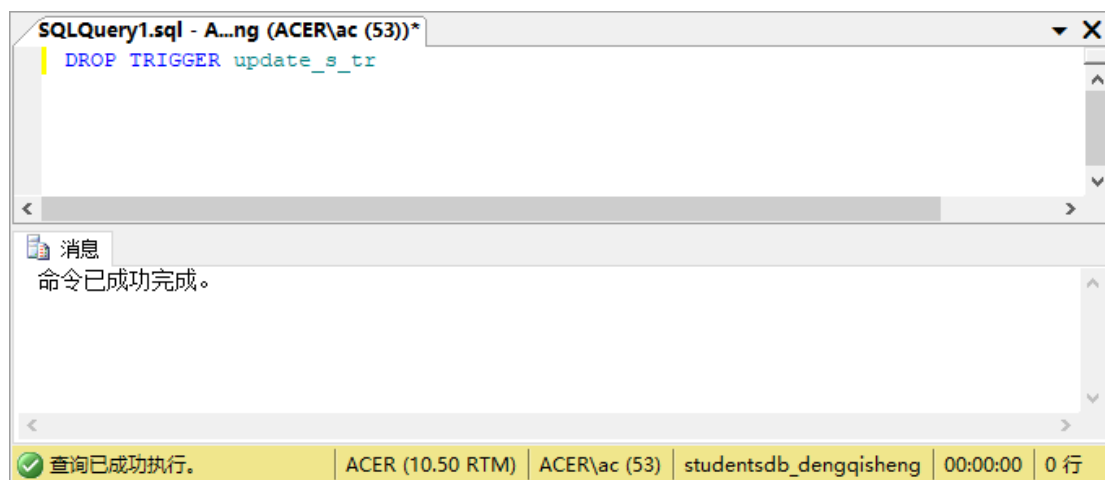 SQLQuery1.sql - A...ng (ACER\ac (53))*
DROP TRIGGER update_s_tr
消息
命令已成功完成。
查询已成功执行。 ACER (10.50 RTM) ACER\ac (53) studentsdb_dengqisheng 00:00:00 0 行